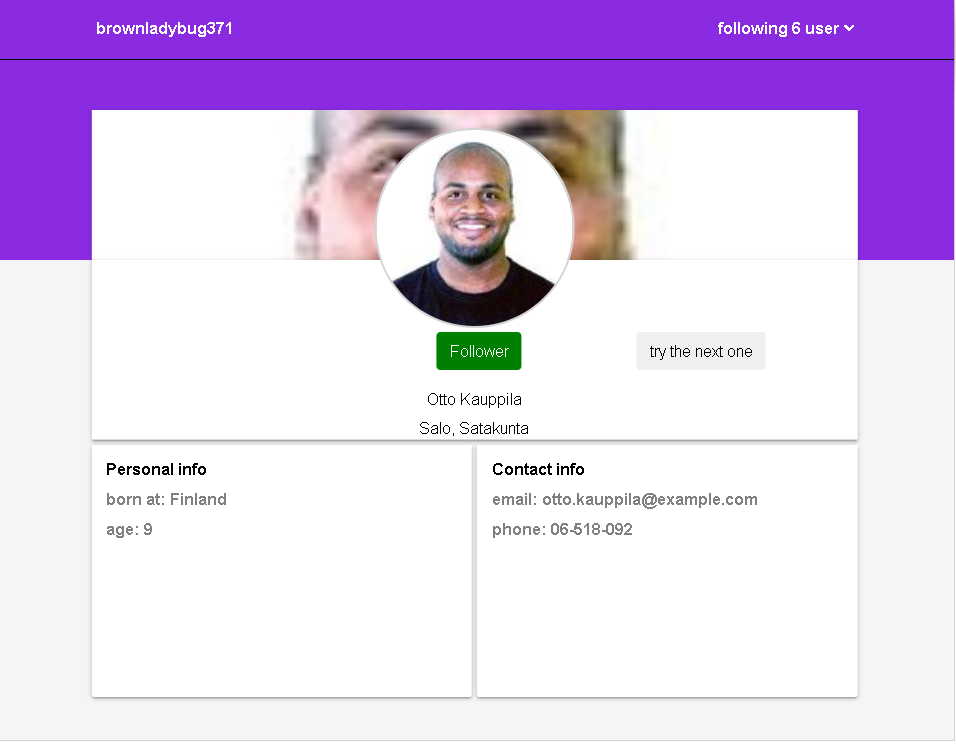 brownladybug371
following 6 user
Follower
try the next one
Otto Kauppila
Salo, Satakunta
Personal info
born at: Finland
age: 9
Contact info
email: otto.kauppila@example.com
phone: 06-518-092